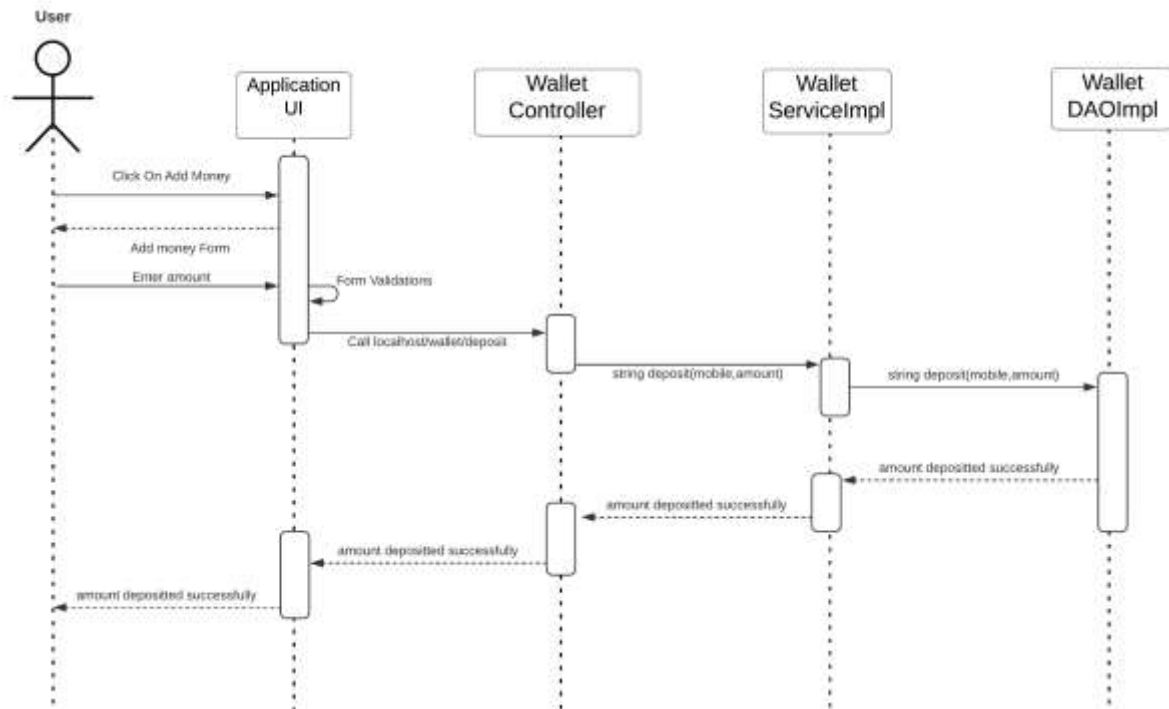 User
Application
UI
Wallet
Controller
Wallet
ServiceImpl
Wallet
DAOImpl
Click On Add Money
Add money Form
Enter amount
Form Validations
Call localhost/wallet/deposit
string deposit(mobile,amount)
string deposit(mobile,amount)
amount depositted successfully
amount depositted successfully
amount depositted successfully
amount depositted successfully